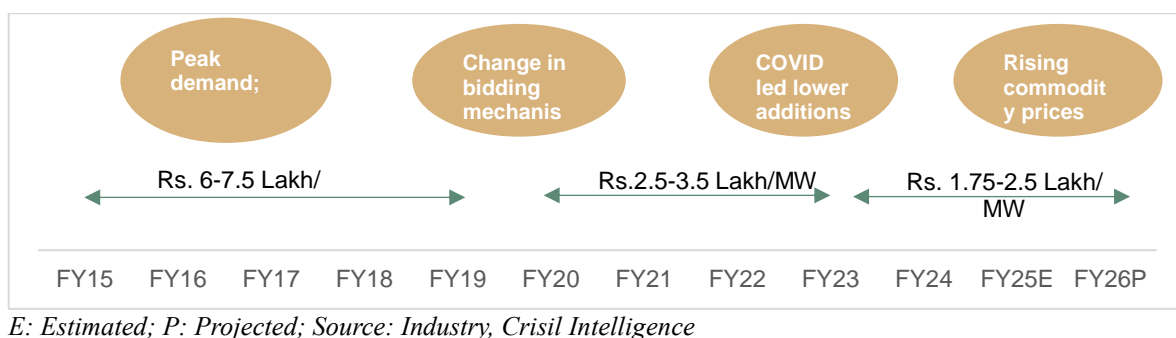 Peak
demand;
Change in
bidding
mechanis
COVID
led lower
additions
Rising
commodit
y prices
Rs. 6-7.5 Lakh/
Rs.2.5-3.5 Lakh/MW
Rs. 1.75-2.5 Lakh/
MW
FY15 FY16 FY17 FY18 FY19 FY20 FY21 FY22 FY23 FY24 FY25E FY26P
E: Estimated; P: Projected; Source: Industry, Crisil Intelligence